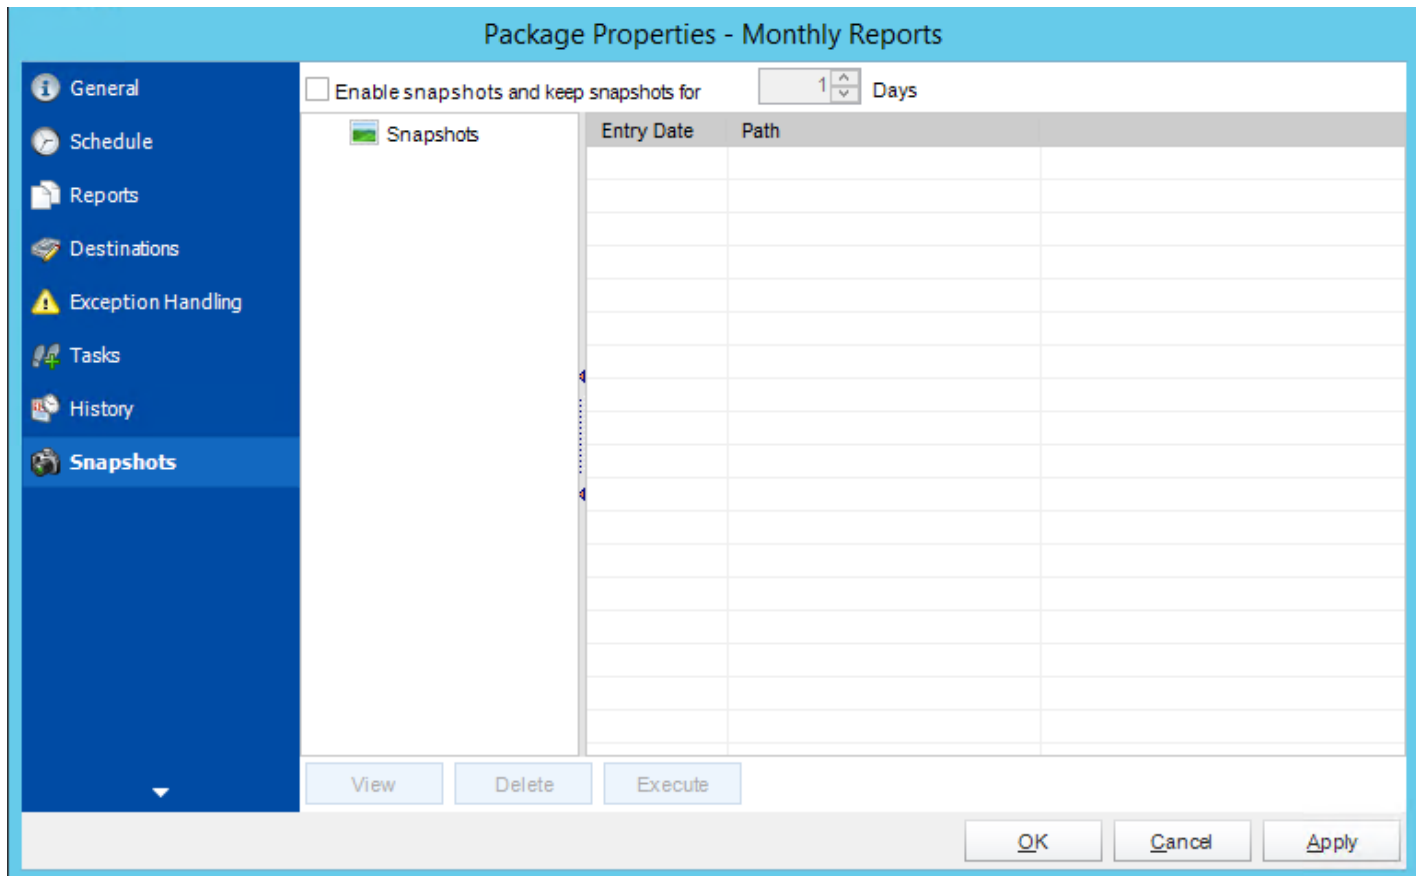 Package Properties - Monthly Reports
General
Schedule
Reports
Destinations
Exception Handling
Tasks
History
Snapshots
Enable snapshots and keep snapshots for 1 Days
Snapshots
Entry Date Path
View Delete Execute
OK Cancel Apply